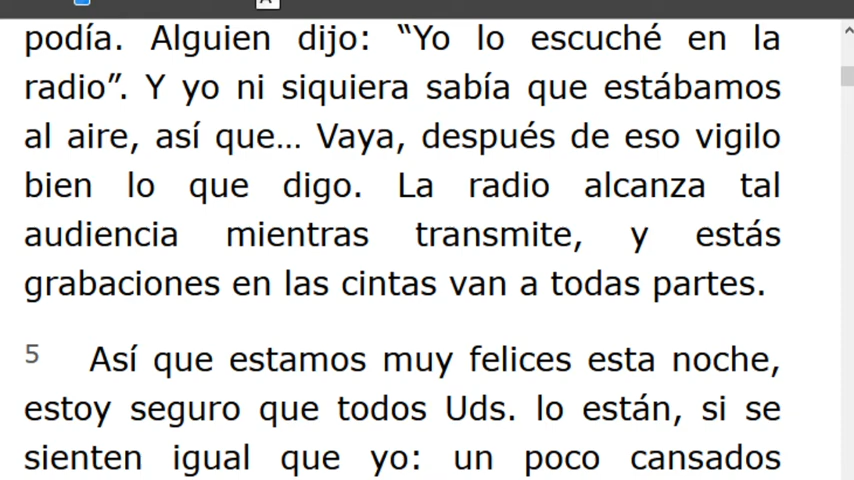 podía. Alguien dijo: “Yo lo escuché en la
radio”. Y yo ni siquiera sabía que estábamos
al aire, así que… Vaya, después de eso vigilo
bien lo que digo. La radio alcanza tal
audiencia mientras transmite, y estás
grabaciones en las cintas van a todas partes.
5 Así que estamos muy felices esta noche,
estoy seguro que todos Uds. lo están, si se
sienten igual que yo: un poco cansados